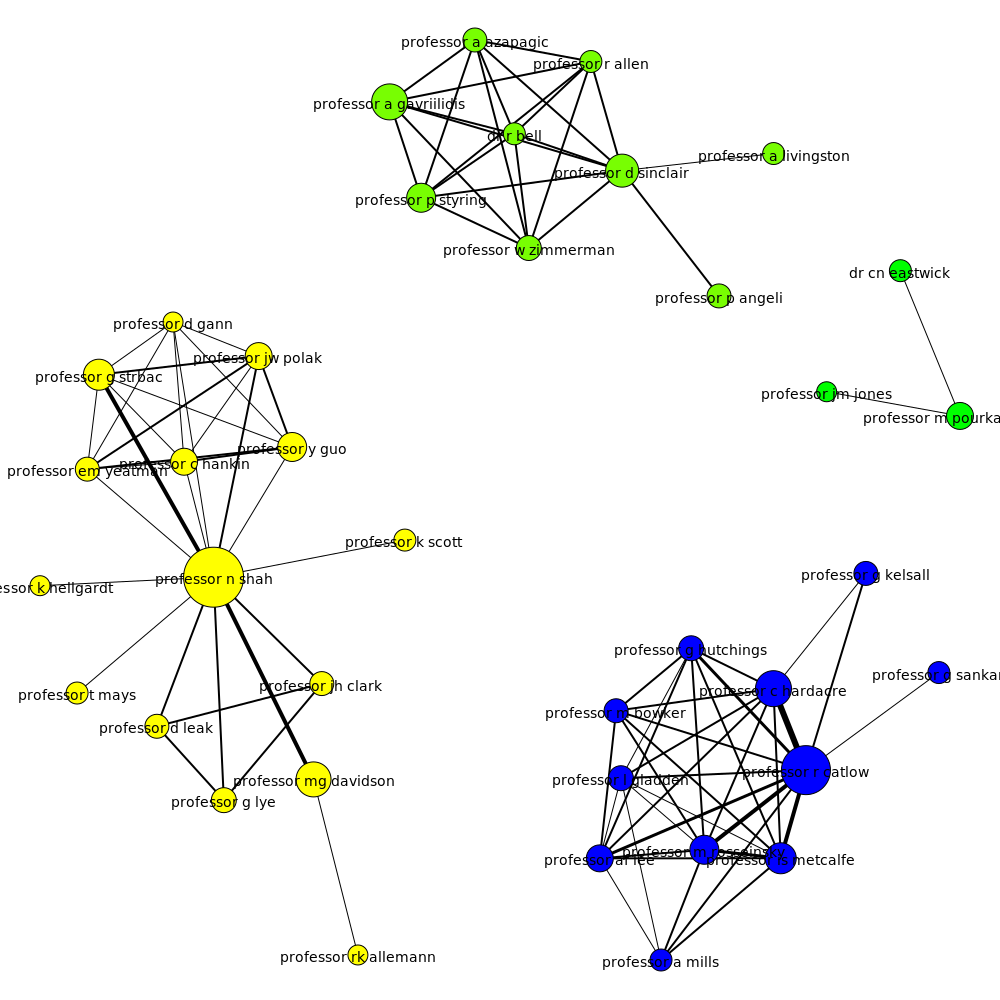 professor a azapagic
professor r allen
professor a gavriilidis
dr r bell
professor a livingston
professor d sinclair
professor p styring
professor w zimmerman
dr cn eastwick
professor p angeli
professor d gann
professor jw polak
professor g strbac
professor jm jones
professor m pourka
professor y guo
professor c hankin
professor em yeatman
professor k scott
professor g kelsall
professor n shah
essor k hellgardt
professor g hutchings
professor g sankar
professor jh clark
professor c hardacre
professor t mays
professor m bowker
professor d leak
professor r catlow
professor mg davidson
professor l gladden
professor g lye
professor m rosseinsky
professor af lee
professor is metcalfe
professor rk allemann
professor a mills